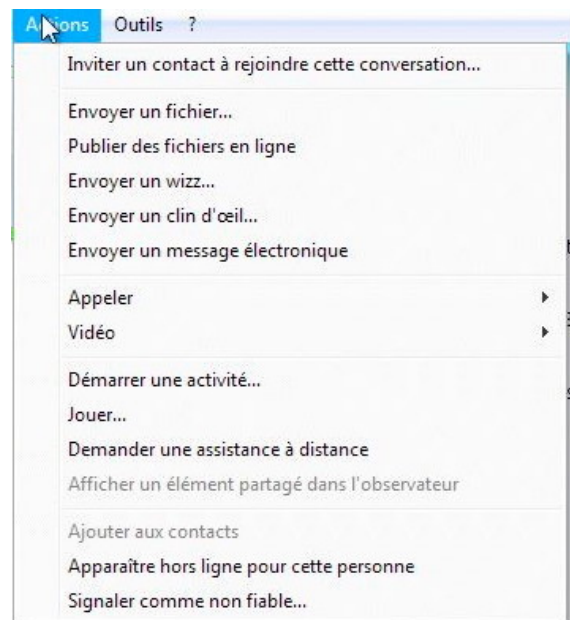 Actions Outils ?
Inviter un contact à rejoindre cette conversation...
Envoyer un fichier...
Publier des fichiers en ligne
Envoyer un wizz...
Envoyer un clin d'œil...
Envoyer un message électronique
Appeler
Vidéo
Démarrer une activité...
Jouer...
Demander une assistance à distance
Afficher un élément partagé dans l'observateur
Ajouter aux contacts
Apparaître hors ligne pour cette personne
Signaler comme non fiable...